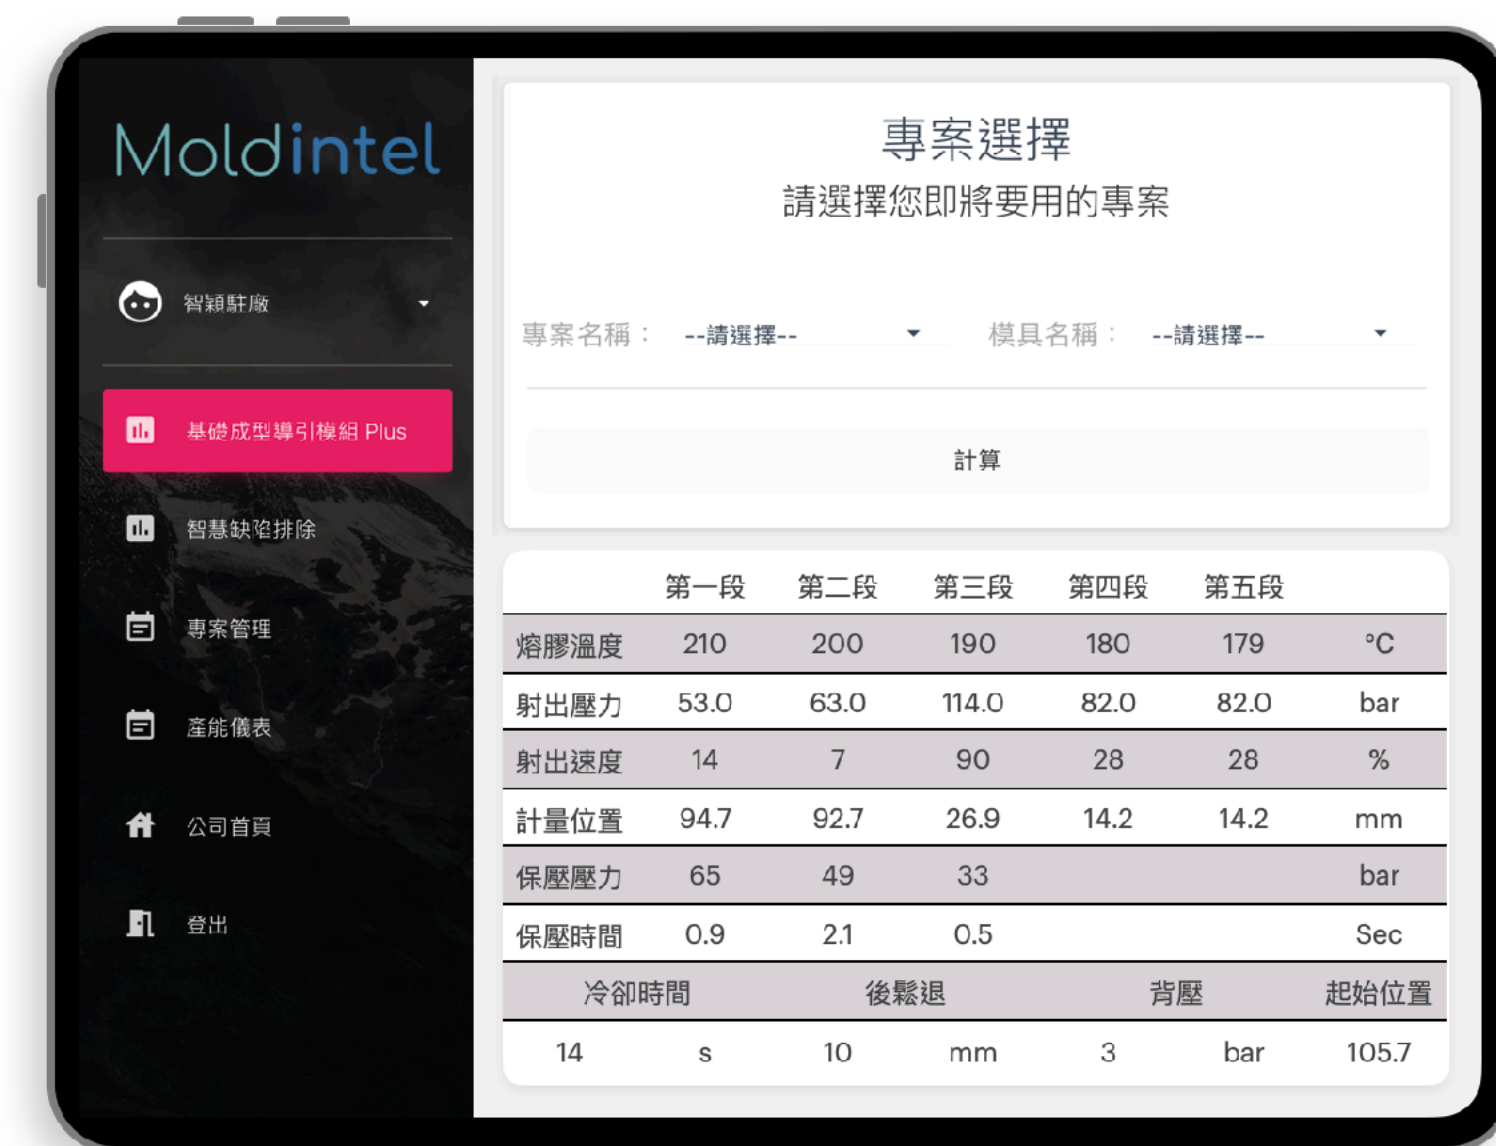 Moldintel
智穎駐廠
基礎成型導引模組 Plus
智慧缺陷排除
專案管理
產能儀表
公司首頁
登出
專案選擇
請選擇您即將要用的專案
專案名稱： --請選擇-- 模具名稱： --請選擇--
計算
第一段 第二段 第三段 第四段 第五段
熔膠溫度 210 200 190 180 179 °C
射出壓力 53.0 63.0 114.0 82.0 82.0 bar
射出速度 14 7 90 28 28 %
計量位置 94.7 92.7 26.9 14.2 14.2 mm
保壓壓力 65 49 33 bar
保壓時間 0.9 2.1 0.5 Sec
冷卻時間 後鬆退 背壓 起始位置
14 s 10 mm 3 bar 105.7